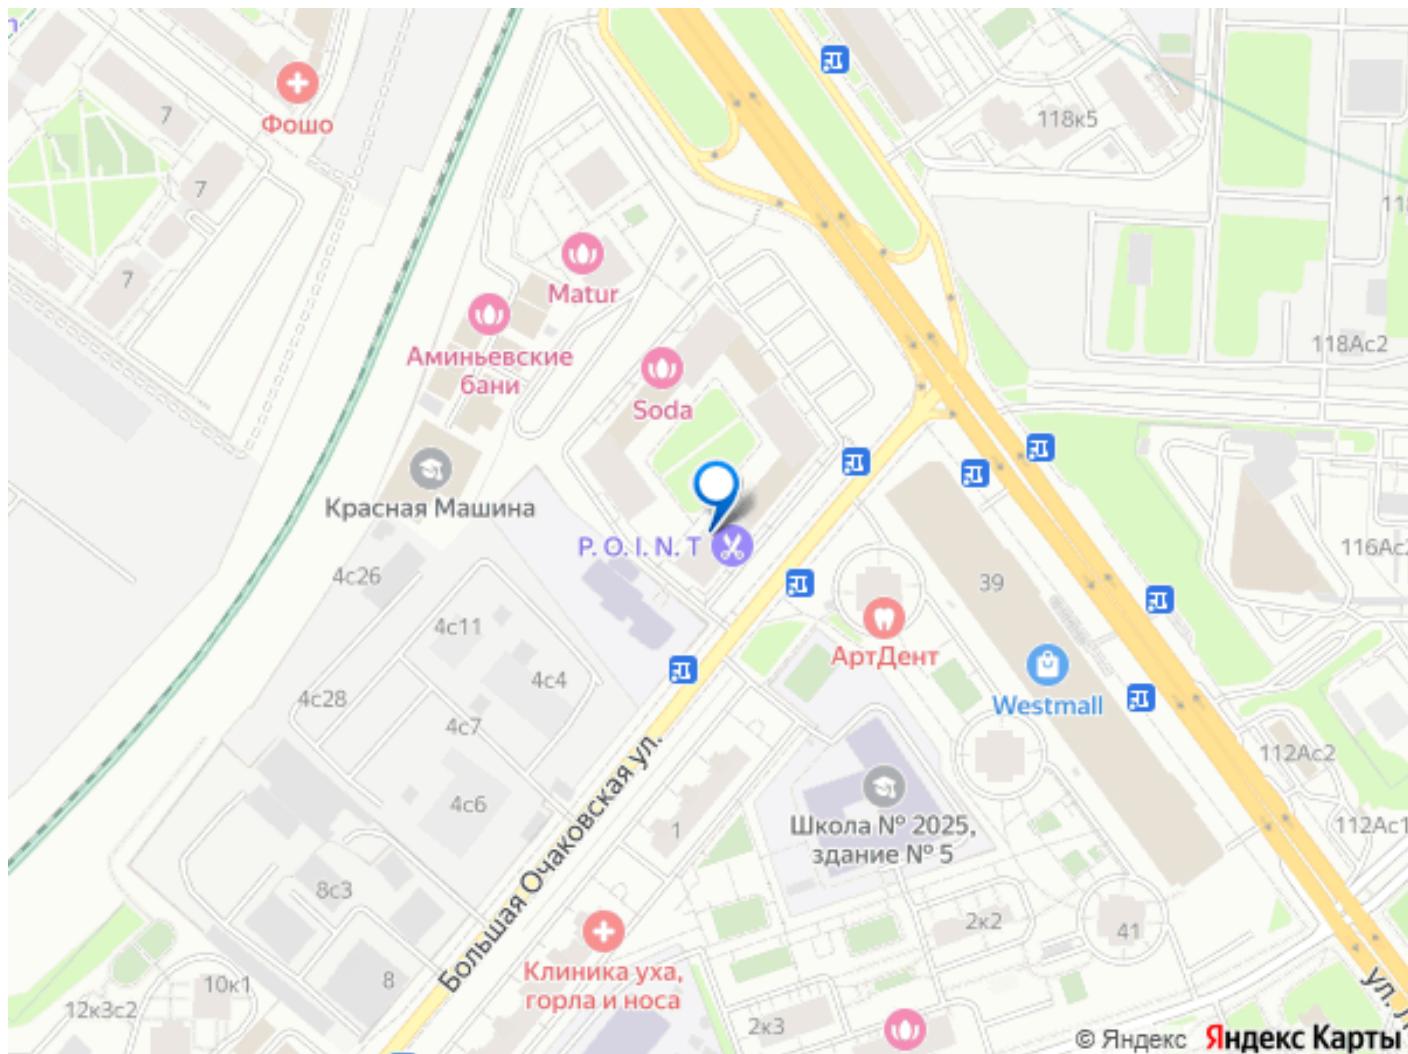 Фошо
7
7
7
118к5
118Ас2
Matur
Аминьевские
бани
Soda
Красная Машина
P. O. I. N. T
4с26
4с11
4с4
4с28
4с7
4с6
39
116Ас2
АртДент
Westmall
112Ас2
112Ас1
1
Школа № 2025,
здание № 5
8с3
8
10к1
12к3с2
Большая Очаковская ул.
Клиника уха,
горла и носа
2к2
41
2к3
ул.
© Яндекс Яндекс Карты